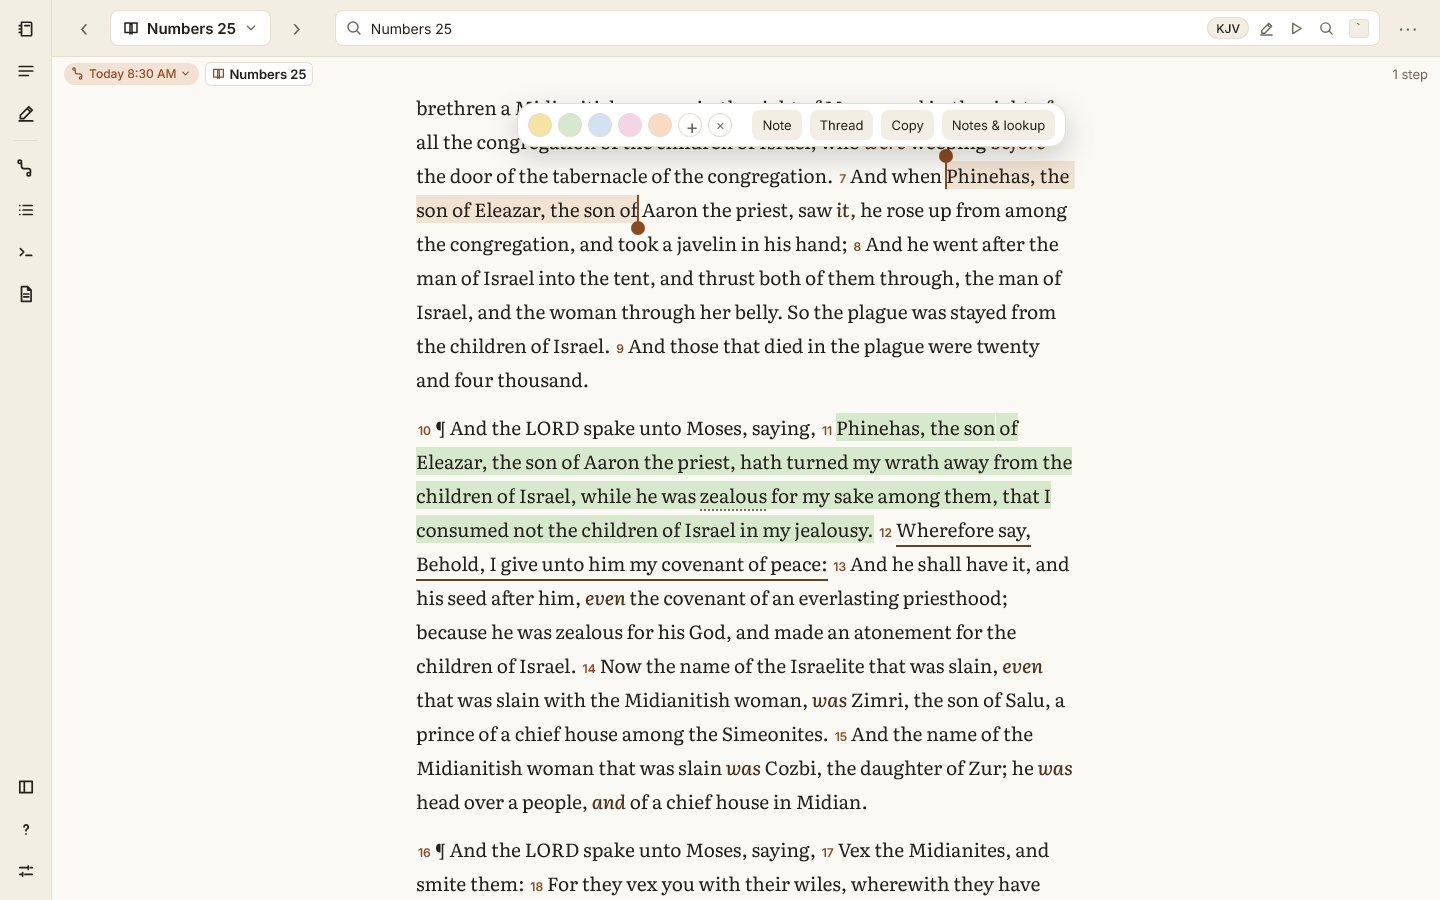 Numbers 25
Numbers 25
KJV
`
Today 8:30 AM
Numbers 25
1 step
Note
Thread
Copy
Notes & lookup
brethren a
all the congregation of the children of Israel, who were weeping before
the door of the tabernacle of the congregation. 7 And when Phinehas, the
son of Eleazar, the son of Aaron the priest, saw it, he rose up from among
the congregation, and took a javelin in his hand; 8 And he went after the
man of Israel into the tent, and thrust both of them through, the man of
Israel, and the woman through her belly. So the plague was stayed from
the children of Israel. 9 And those that died in the plague were twenty
and four thousand.
10 ¶ And the LORD spake unto Moses, saying, 11 Phinehas, the son of
Eleazar, the son of Aaron the priest, hath turned my wrath away from the
children of Israel, while he was zealous for my sake among them, that I
consumed not the children of Israel in my jealousy. 12 Wherefore say,
Behold, I give unto him my covenant of peace: 13 And he shall have it, and
his seed after him, even the covenant of an everlasting priesthood;
because he was zealous for his God, and made an atonement for the
children of Israel. 14 Now the name of the Israelite that was slain, even
that was slain with the Midianitish woman, was Zimri, the son of Salu, a
prince of a chief house among the Simeonites. 15 And the name of the
Midianitish woman that was slain was Cozbi, the daughter of Zur; he was
head over a people, and of a chief house in Midian.
16 ¶ And the LORD spake unto Moses, saying, 17 Vex the Midianites, and
smite them: 18 For they vex you with their wiles, wherewith they have